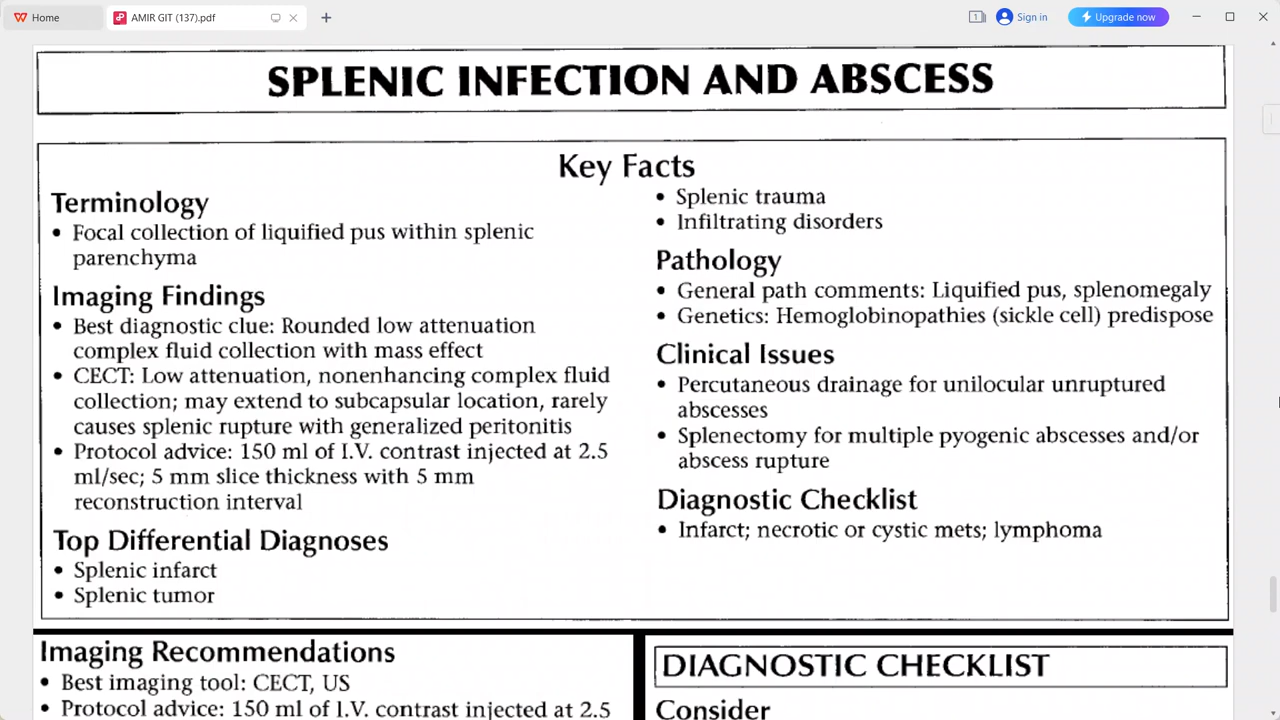 Home
AMIR GIT (137).pdf
Sign in
Upgrade now
SPLENIC INFECTION AND ABSCESS
Key Facts
Terminology
• Focal collection of liquified pus within splenic
parenchyma
Imaging Findings
• Best diagnostic clue: Rounded low attenuation
complex fluid collection with mass effect
• CECT: Low attenuation, nonenhancing complex fluid
collection; may extend to subcapsular location, rarely
causes splenic rupture with generalized peritonitis
• Protocol advice: 150 ml of I.V. contrast injected at 2.5
ml/sec; 5 mm slice thickness with 5 mm
reconstruction interval
Top Differential Diagnoses
• Splenic infarct
• Splenic tumor
• Splenic trauma
• Infiltrating disorders
Pathology
• General path comments: Liquified pus, splenomegaly
• Genetics: Hemoglobinopathies (sickle cell) predispose
Clinical Issues
• Percutaneous drainage for unilocular unruptured
abscesses
• Splenectomy for multiple pyogenic abscesses and/or
abscess rupture
Diagnostic Checklist
• Infarct; necrotic or cystic mets; lymphoma
Imaging Recommendations
• Best imaging tool: CECT, US
• Protocol advice: 150 ml of I.V. contrast injected at 2.5
DIAGNOSTIC CHECKLIST
Consider